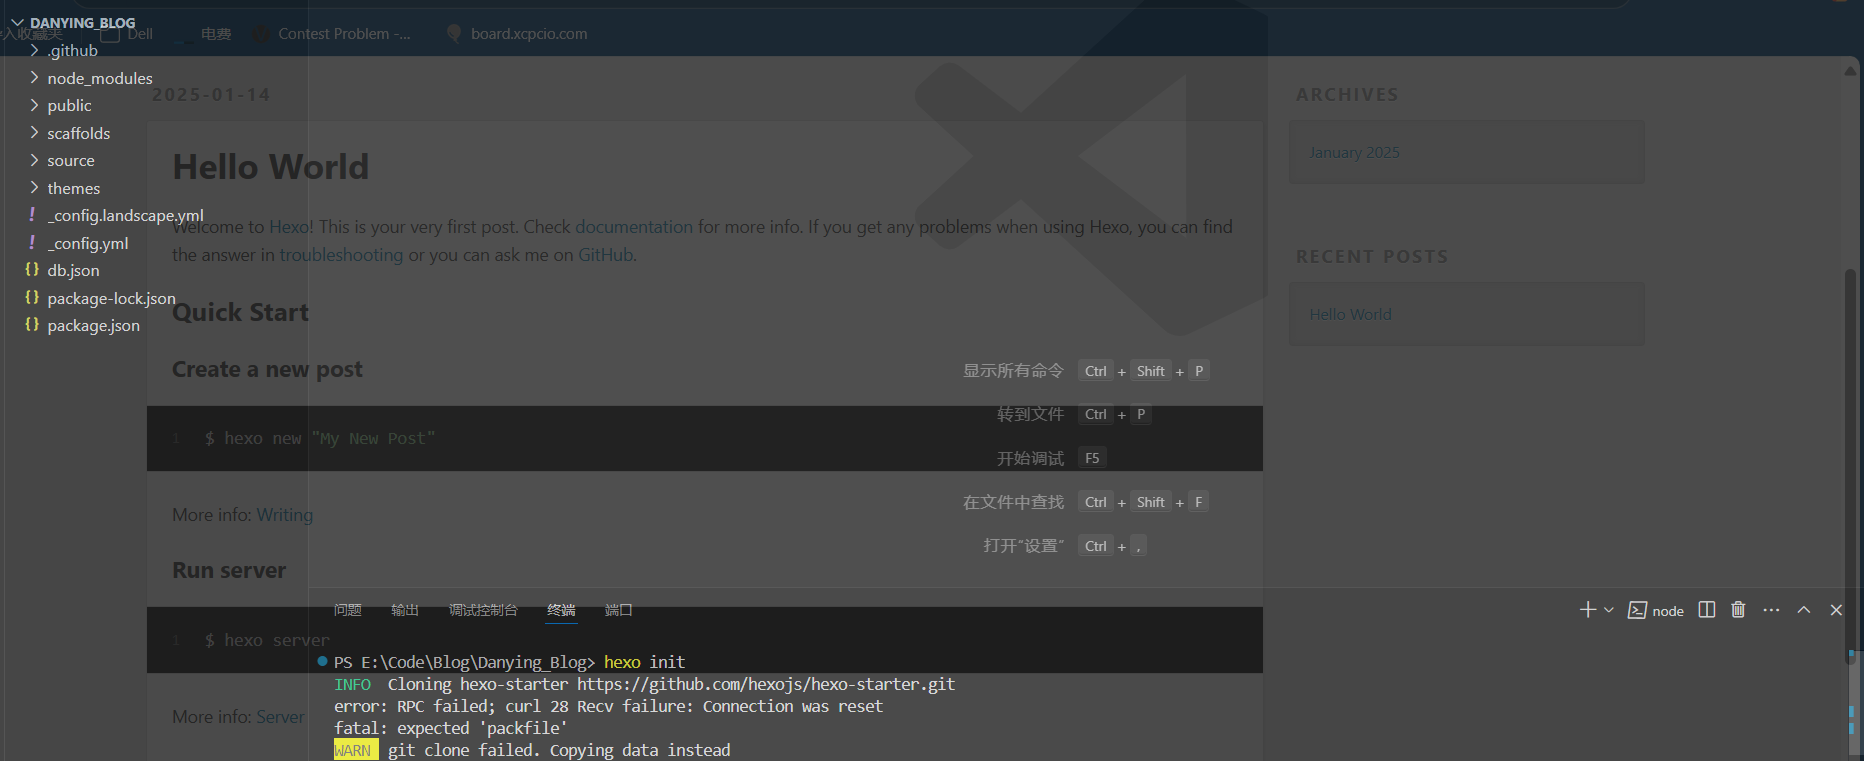 DANYING_BLOG
导入收藏夹
Dell
电费
Contest Problem -...
board.xcpcio.com
.github
node_modules
public
scaffolds
source
themes
_config.landscape.yml
_config.yml
db.json
package-lock.json
package.json
2025-01-14
Hello World
Welcome to Hexo! This is your very first post. Check documentation for more info. If you get any problems when using Hexo, you can find
the answer in troubleshooting or you can ask me on GitHub.
Quick Start
Create a new post
1 $ hexo new "My New Post"
More info: Writing
Run server
1 $ hexo server
More info: Server
ARCHIVES
January 2025
RECENT POSTS
Hello World
显示所有命令 Ctrl + Shift + P
转到文件 Ctrl + P
开始调试 F5
在文件中查找 Ctrl + Shift + F
打开“设置” Ctrl + ,
问题 输出 调试控制台 终端 端口
node
PS E:\Code\Blog\Danying_Blog> hexo init
INFO Cloning hexo-starter https://github.com/hexojs/hexo-starter.git
error: RPC failed; curl 28 Recv failure: Connection was reset
fatal: expected 'packfile'
WARN git clone failed. Copying data instead